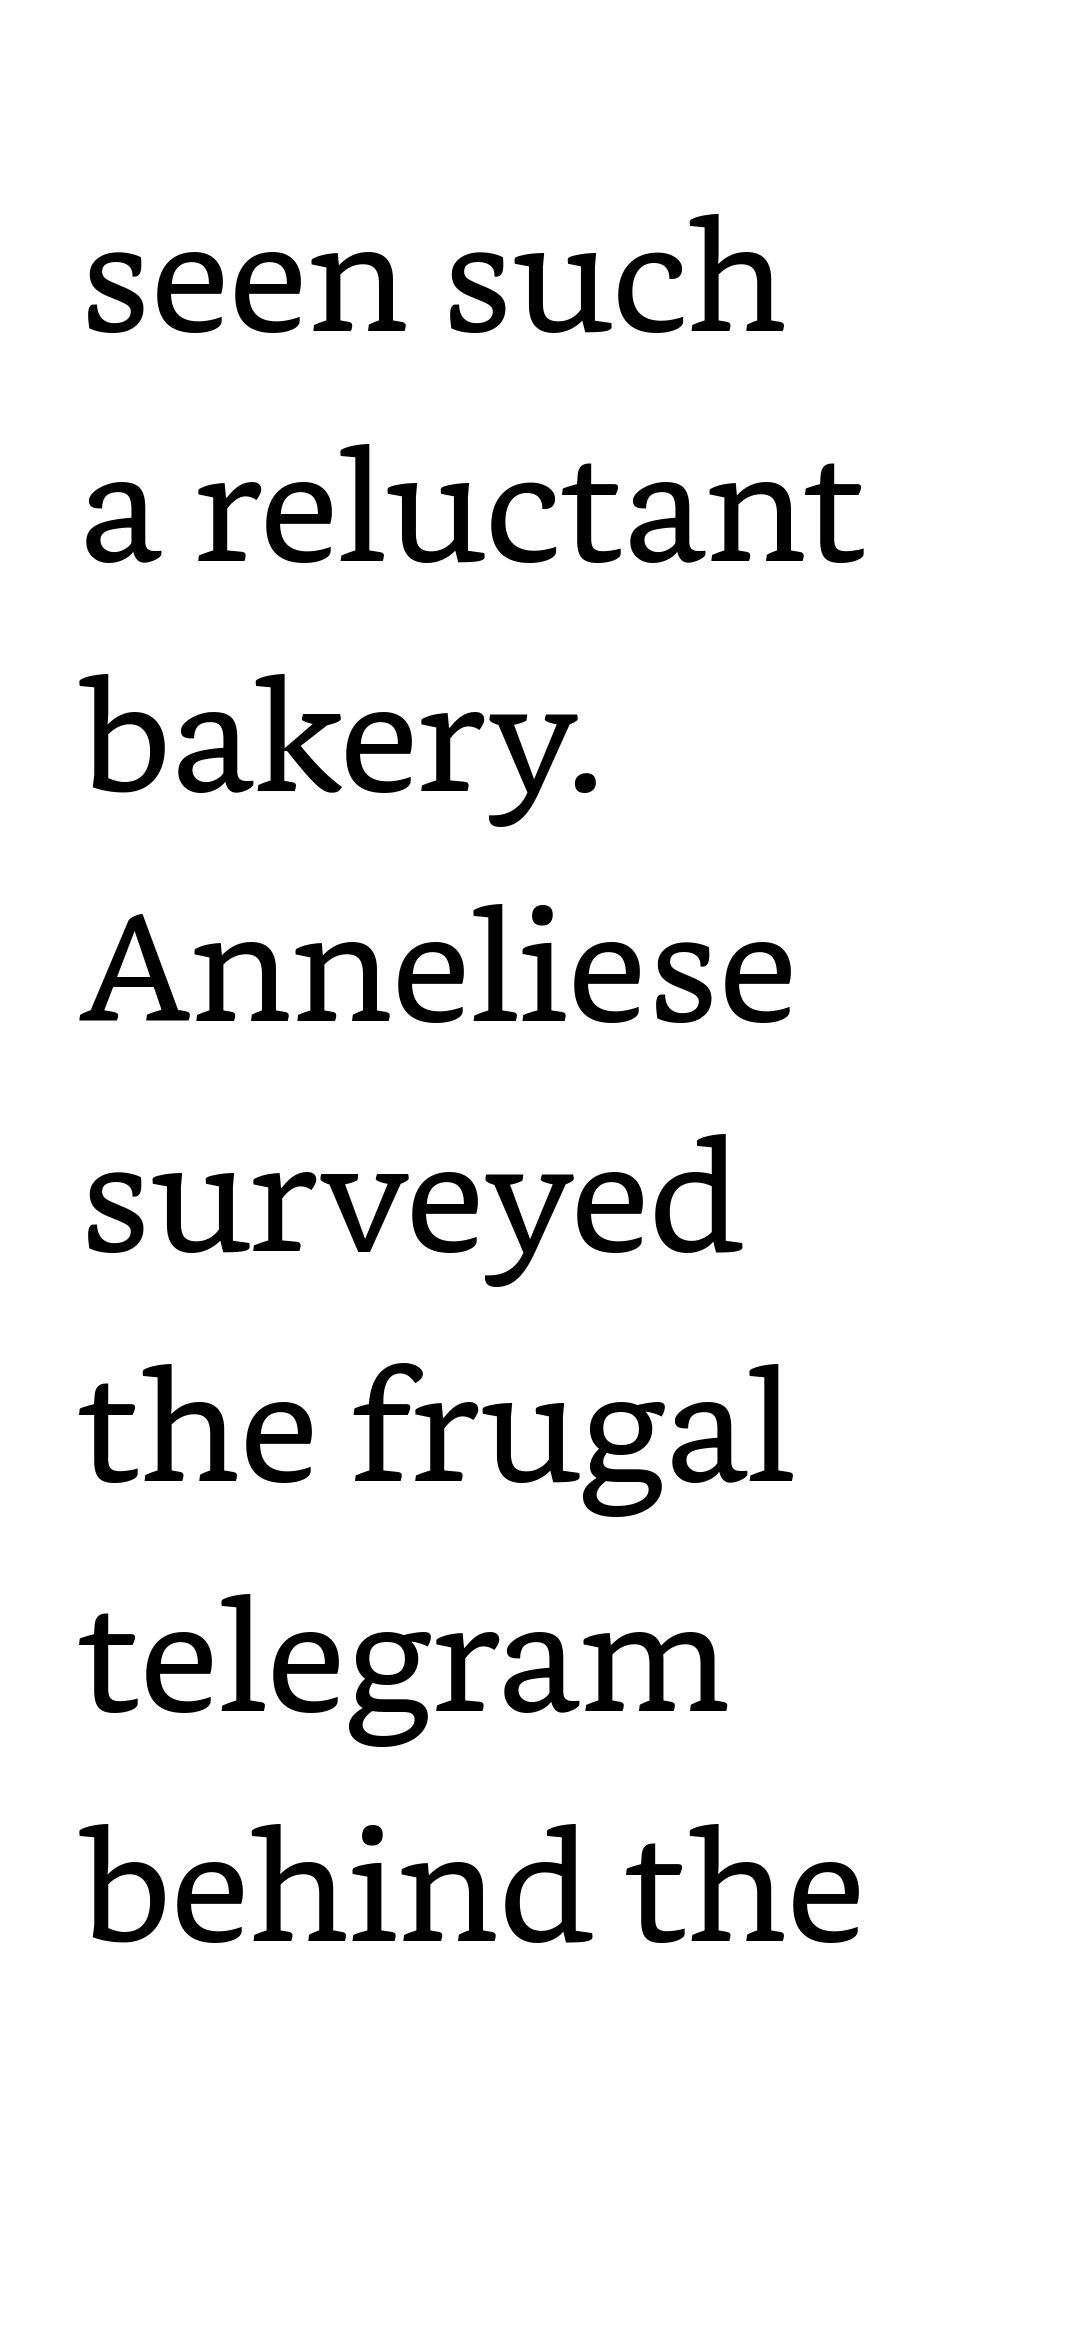 seen such
a reluctant
bakery.
Anneliese
surveyed
the frugal
telegram
behind the